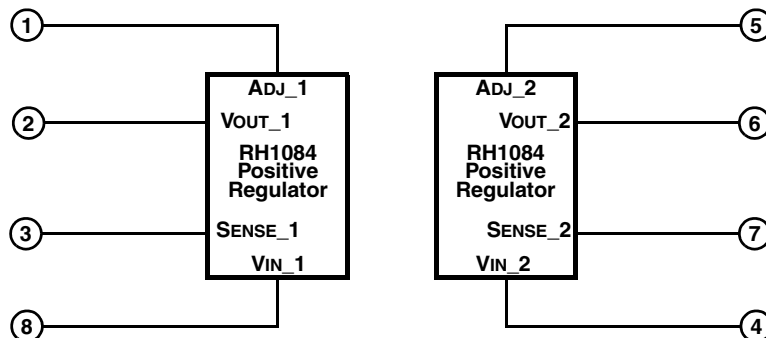 1
5
ADJ_1
ADJ_2
2
VOUT_1
VOUT_2
6
RH1084
Positive
Regulator
RH1084
Positive
Regulator
3
SENSE_1
SENSE_2
7
VIN_1
VIN_2
8
4